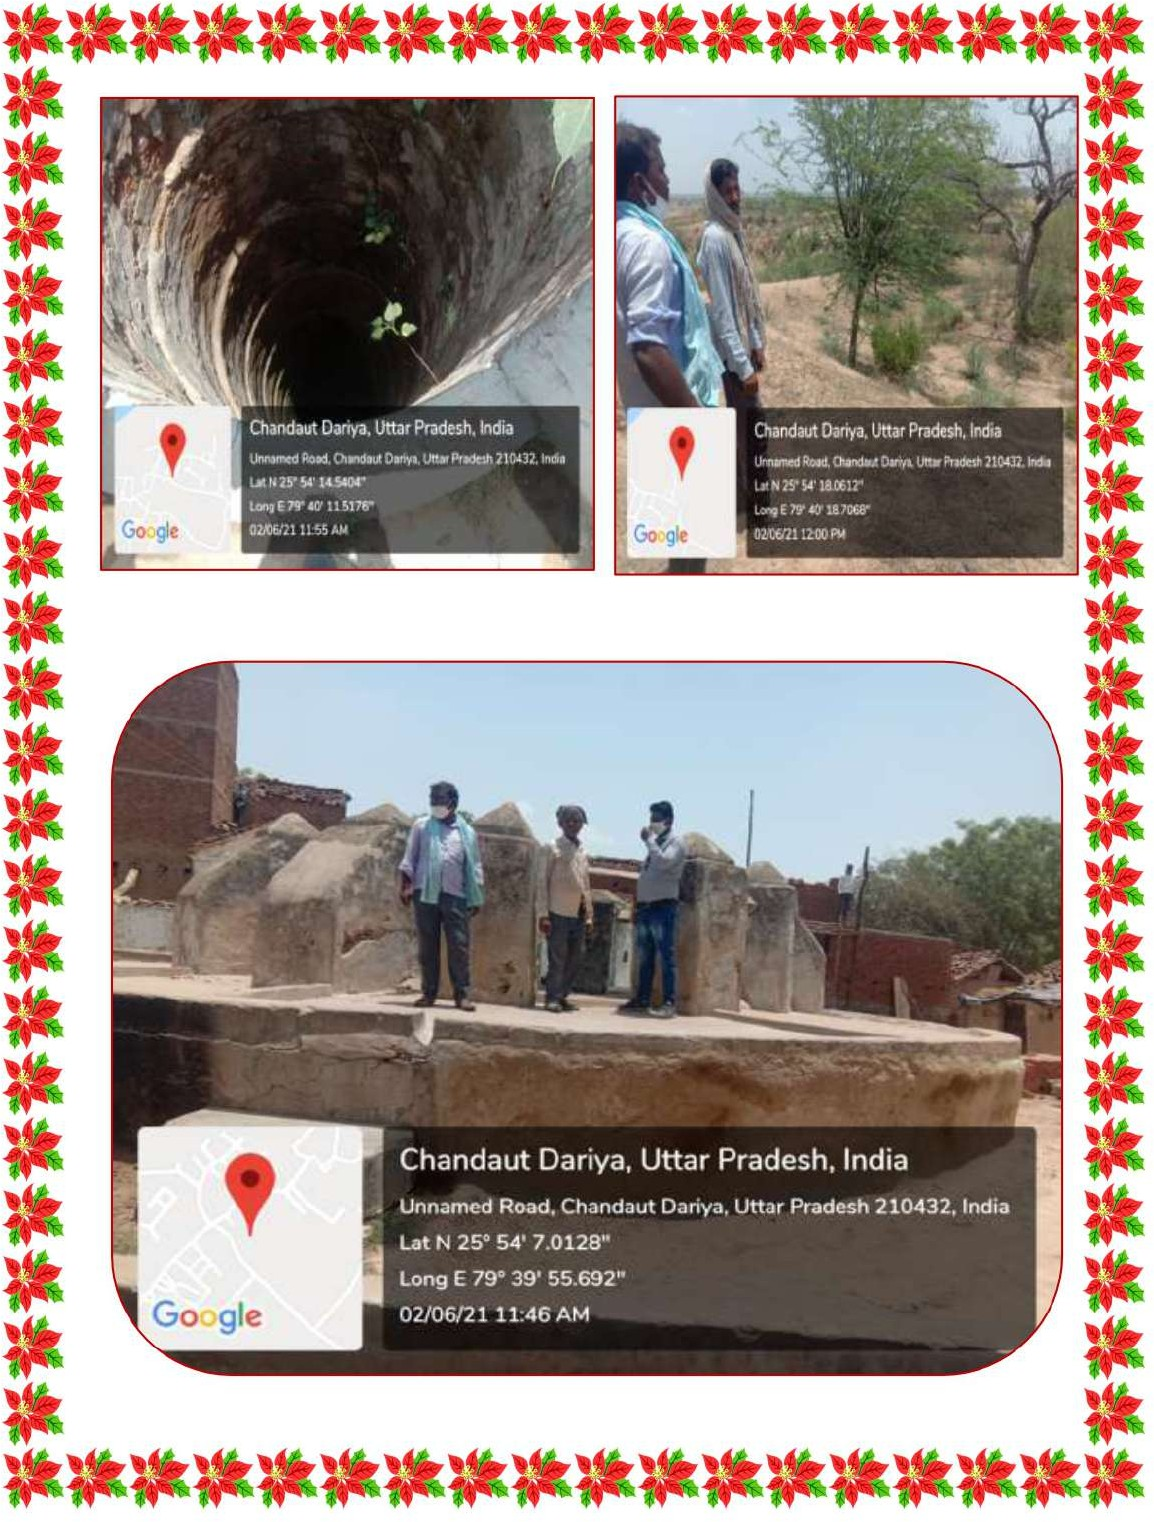 Chandaut Dariya, Uttar Pradesh, India
Unnamed Road, Chandaut Dariya, Uttar Pradesh 210432, India
Lat N 25° 54' 14.5404"
Long E 79° 40' 11.5176"
02/06/21 11:55 AM
Google
Chandaut Dariya, Uttar Pradesh, India
Unnamed Road, Chandaut Dariya, Uttar Pradesh 210432, India
Lat N 25° 54' 18.0612"
Long E 79° 40' 18.7068"
02/06/21 12:00 PM
Google
Chandaut Dariya, Uttar Pradesh, India
Unnamed Road, Chandaut Dariya, Uttar Pradesh 210432, India
Lat N 25° 54' 7.0128"
Long E 79° 39' 55.692"
02/06/21 11:46 AM
Google